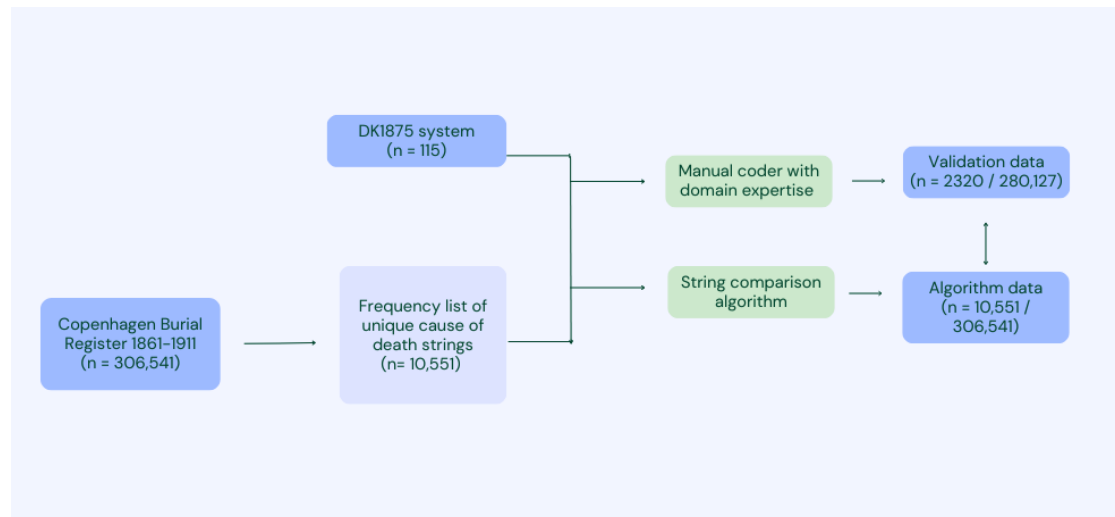 DK1875 system
(n = 115)
Manual coder with
domain expertise
Validation data
(n = 2320 / 280,127)
Copenhagen Burial
Register 1861-1911
(n = 306,541)
Frequency list of
unique cause of
death strings
(n= 10,551)
String comparison
algorithm
Algorithm data
(n = 10,551 /
306,541)